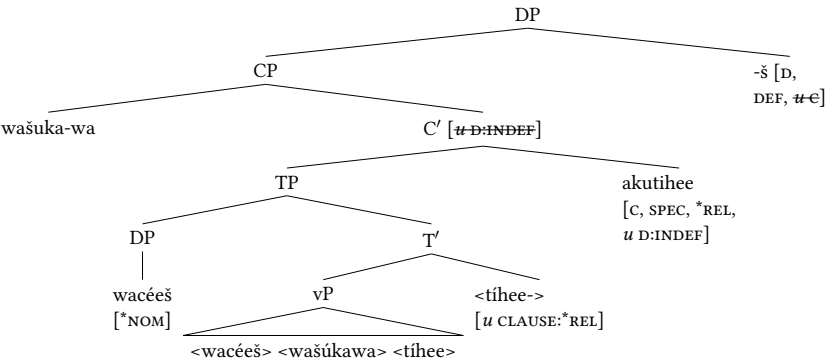 DP
CP
-š [D,
DEF, u C]
wašuka-wa
C′ [u D:INDEF]
TP
akutihee
[C, SPEC, *REL,
u D:INDEF]
DP
T′
wacéeš
[*NOM]
vP
<tíhee->
[u CLAUSE:*REL]
<wacéeš> <wašúkawa> <tíhee>